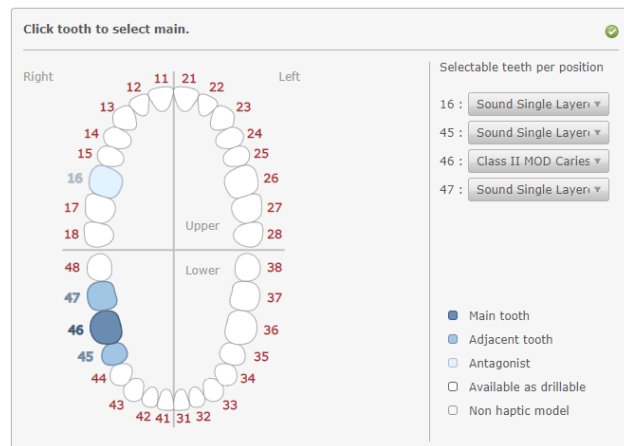 Click tooth to select main.
Right
Left
11 21
12 22
13 23
14 24
15 25
16 26
17 27
18 28
Upper
Lower
48 38
47 37
46 36
45 35
44 34
43 33
42 41 31 32
Selectable teeth per position
16 : Sound Single Layer
45 : Sound Single Layer
46 : Class II MOD Caries
47 : Sound Single Layer
Main tooth
Adjacent tooth
Antagonist
Available as drillable
Non haptic model